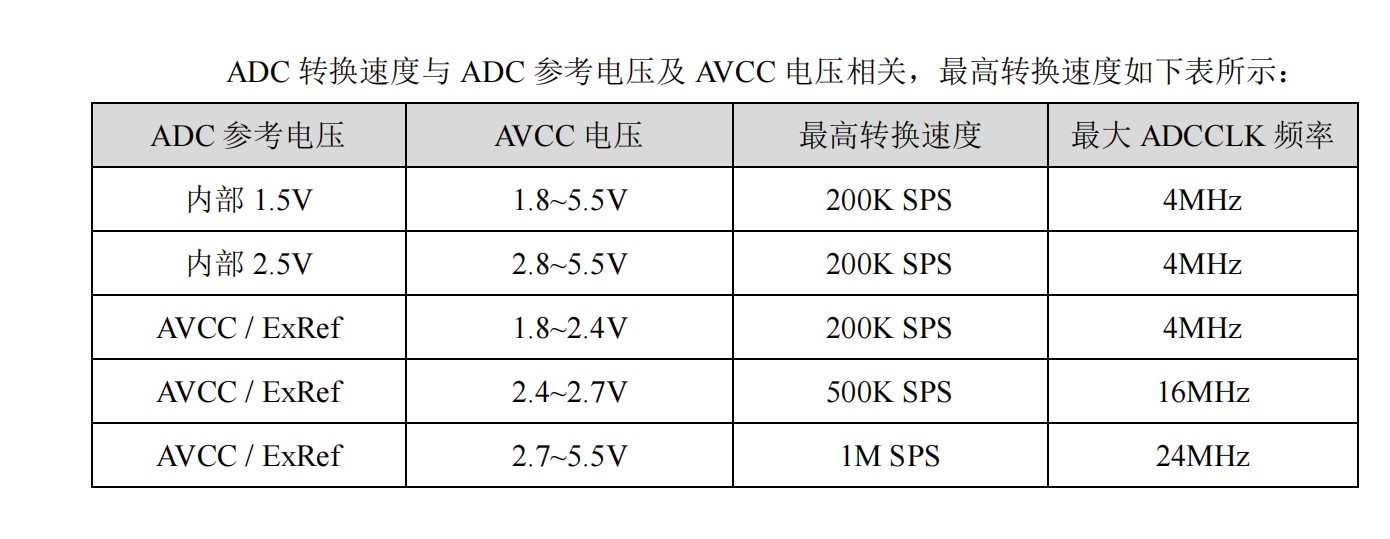 ADC 转换速度与 ADC 参考电压及 AVCC 电压相关，最高转换速度如下表所示：
ADC 参考电压 AVCC 电压 最高转换速度 最大 ADCCLK 频率
内部 1.5V 1.8~5.5V 200K SPS 4MHz
内部 2.5V 2.8~5.5V 200K SPS 4MHz
AVCC / ExRef 1.8~2.4V 200K SPS 4MHz
AVCC / ExRef 2.4~2.7V 500K SPS 16MHz
AVCC / ExRef 2.7~5.5V 1M SPS 24MHz